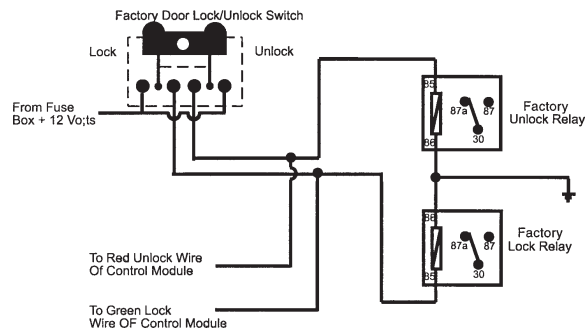 Factory Door Lock/Unlock Switch
Lock
Unlock
From Fuse
Box + 12 Vo;ts
85
87a
87
30
86
Factory
Unlock Relay
86
87a
87
30
85
Factory
Lock Relay
To Red Unlock Wire
Of Control Module
To Green Lock
Wire OF Control Module